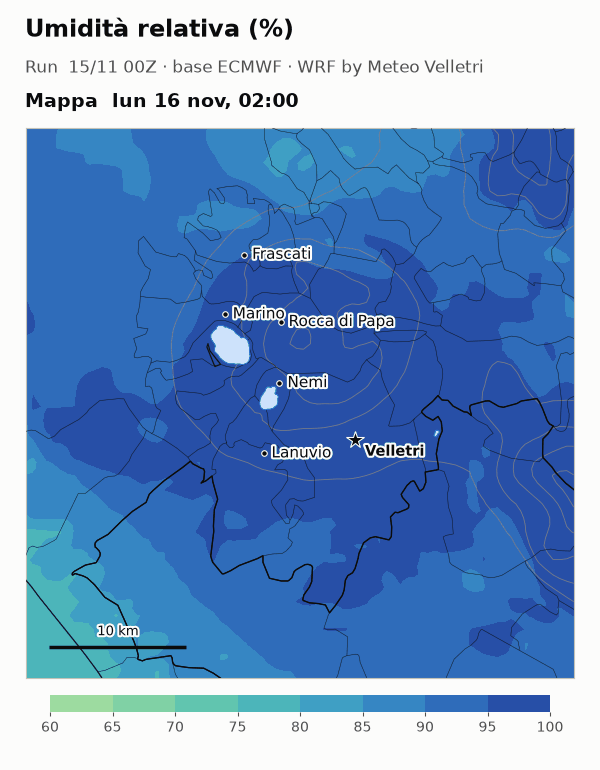 Umidità relativa (%)
Run  15/11 00Z · base ECMWF · WRF by Meteo Velletri
Mappa  lun 16 nov, 02:00
Frascati
Marino
Rocca di Papa
Nemi
Velletri
Lanuvio
10 km
60 65 70 75 80 85 90 95 100